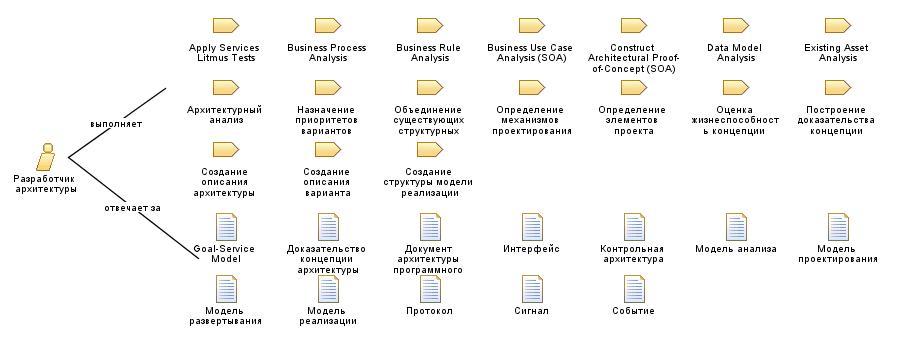 Apply Services
Litmus Tests
Business Process
Analysis
Business Rule
Analysis
Business Use Case
Analysis (SOA)
Construct
Architectural Proof-
of-Concept (SOA)
Data Model
Analysis
Existing Asset
Analysis
Архитектурный
анализ
Назначение
приоритетов
вариантов
Объединение
существующих
структурных
Определение
механизмов
проектирования
Определение
элементов
проекта
Оценка
жизнеспособност
ь концепции
Построение
доказательства
концепции
выполняет
Разработчик
архитектуры
Создание
описания
архитектуры
Создание
описания
варианта
Создание
структуры модели
реализации
отвечает за
Goal-Service
Model
Доказательство
концепции
архитектуры
Документ
архитектуры
программного
Интерфейс
Контрольная
архитектура
Модель анализа
Модель
проектирования
Модель
развертывания
Модель
реализации
Протокол
Сигнал
Событие